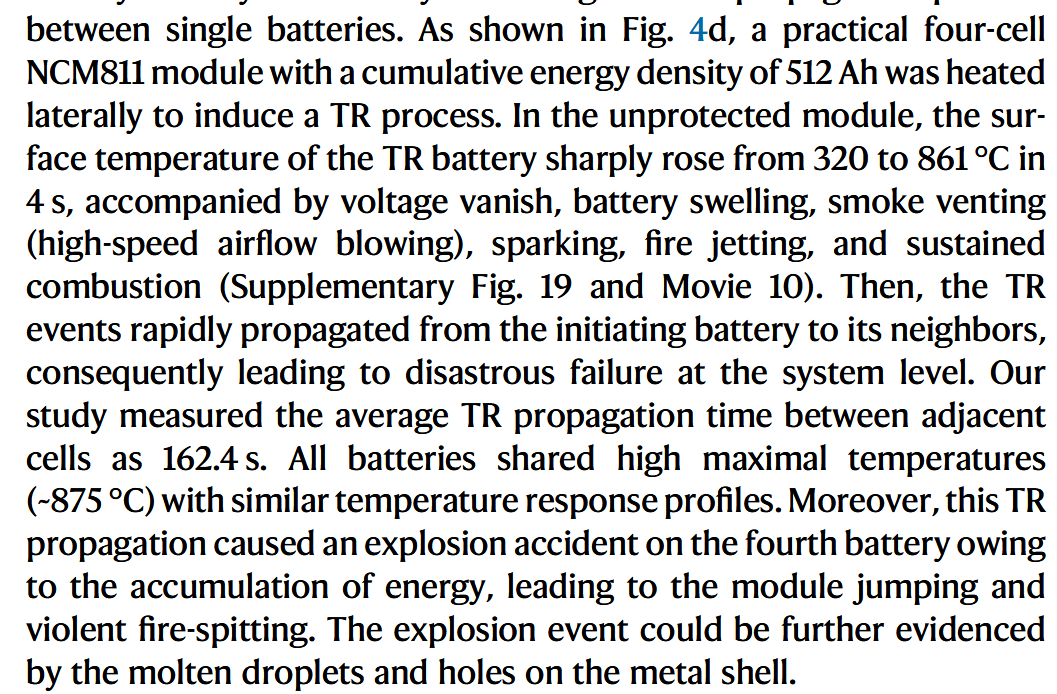 between single batteries. As shown in Fig. 4d, a practical four-cell
NCM811 module with a cumulative energy density of 512 Ah was heated
laterally to induce a TR process. In the unprotected module, the sur-
face temperature of the TR battery sharply rose from 320 to 861 °C in
4 s, accompanied by voltage vanish, battery swelling, smoke venting
(high-speed airflow blowing), sparking, fire jetting, and sustained
combustion (Supplementary Fig. 19 and Movie 10). Then, the TR
events rapidly propagated from the initiating battery to its neighbors,
consequently leading to disastrous failure at the system level. Our
study measured the average TR propagation time between adjacent
cells as 162.4 s. All batteries shared high maximal temperatures
(~875 °C) with similar temperature response profiles. Moreover, this TR
propagation caused an explosion accident on the fourth battery owing
to the accumulation of energy, leading to the module jumping and
violent fire-spitting. The explosion event could be further evidenced
by the molten droplets and holes on the metal shell.